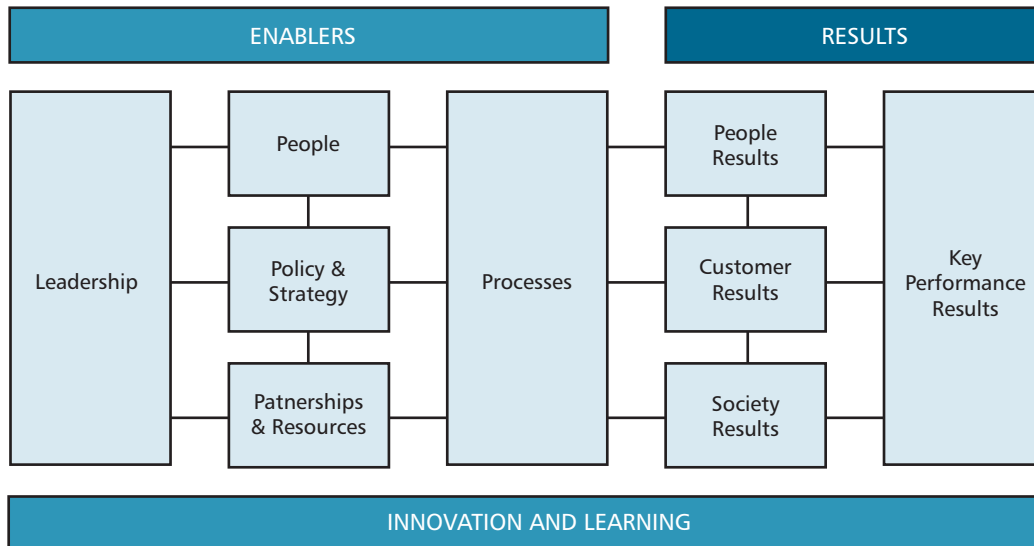 ENABLERS
RESULTS
Leadership
People
Policy &
Strategy
Patnerships
& Resources
Processes
People
Results
Customer
Results
Society
Results
Key
Performance
Results
INNOVATION AND LEARNING